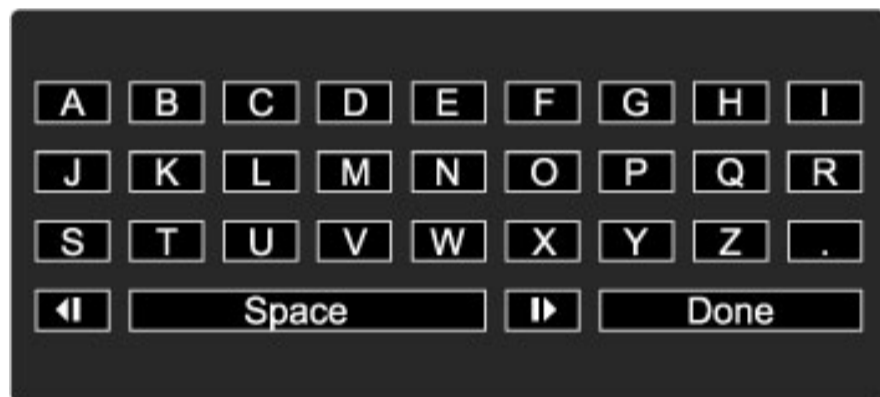 A B C D E F G H I
J K L M N O P Q R
S T U V W X Y Z .
Space Done